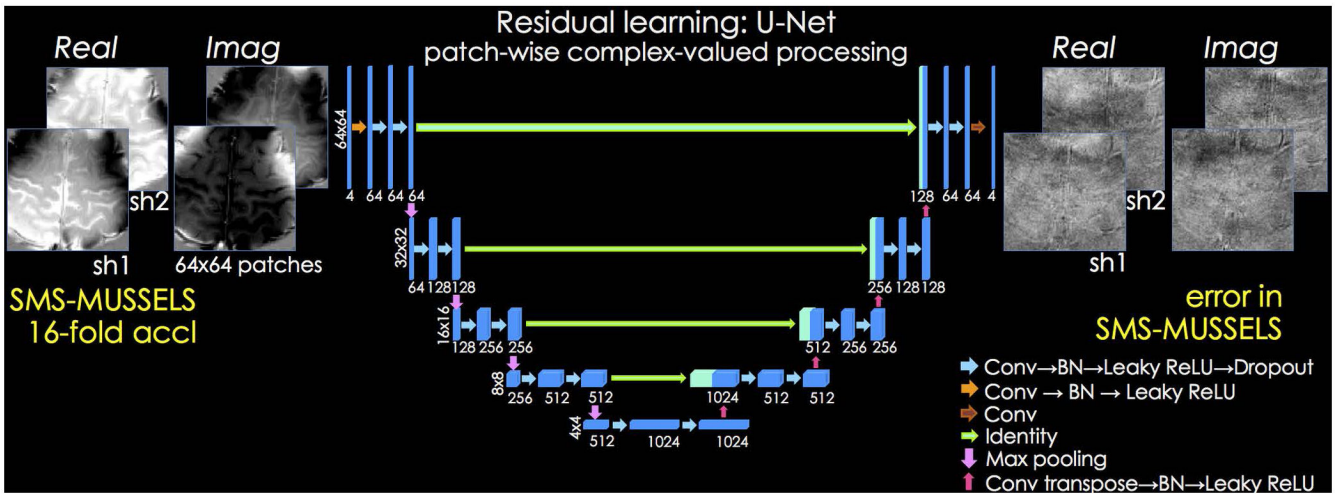 Residual learning: U-Net
patch-wise complex-valued processing
Real Imag
sh2
sh1
64x64 patches
SMS-MUSSELS
16-fold accl
64x64
4 64 64 64
128 64 64 4
32x32
64 128 128
256 128 128
16x16
128 256 256
512 256 256
8x8
256 512 512
1024 512 512
4x4
512 1024 1024
Real Imag
sh2
sh1
error in
SMS-MUSSELS
Conv→BN→Leaky ReLU→Dropout
Conv → BN → Leaky ReLU
Conv
Identity
Max pooling
Conv transpose→BN→Leaky ReLU